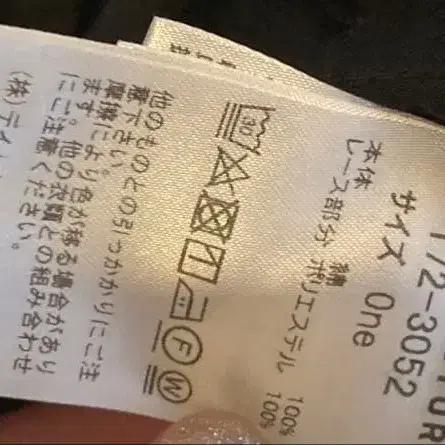 172-3052
サイズ One
本体 綿 100%
レース部分 ポリエステル 100%
30 F W
他のものとの引っかかりにご注
意下さい。
摩擦により色が移る場合があり
ます。他の衣類との組み合わせ
にご注意ください。
(株)ティ